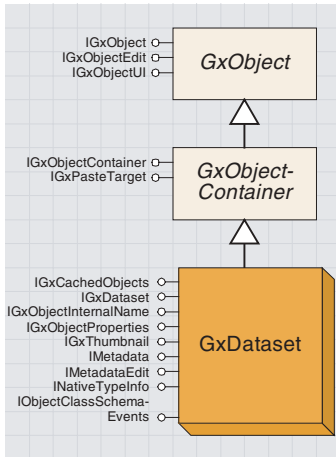 IGxObject
IGxObjectEdit
IGxObjectUI
GxObject
IGxObjectContainer
IGxPasteTarget
GxObject-
Container
IGxCachedObjects
IGxDataset
IGxObjectInternalName
IGxObjectProperties
IGxThumbnail
IMetadata
IMetadataEdit
INativeTypeInfo
IObjectClassSchema-
Events
GxDataset